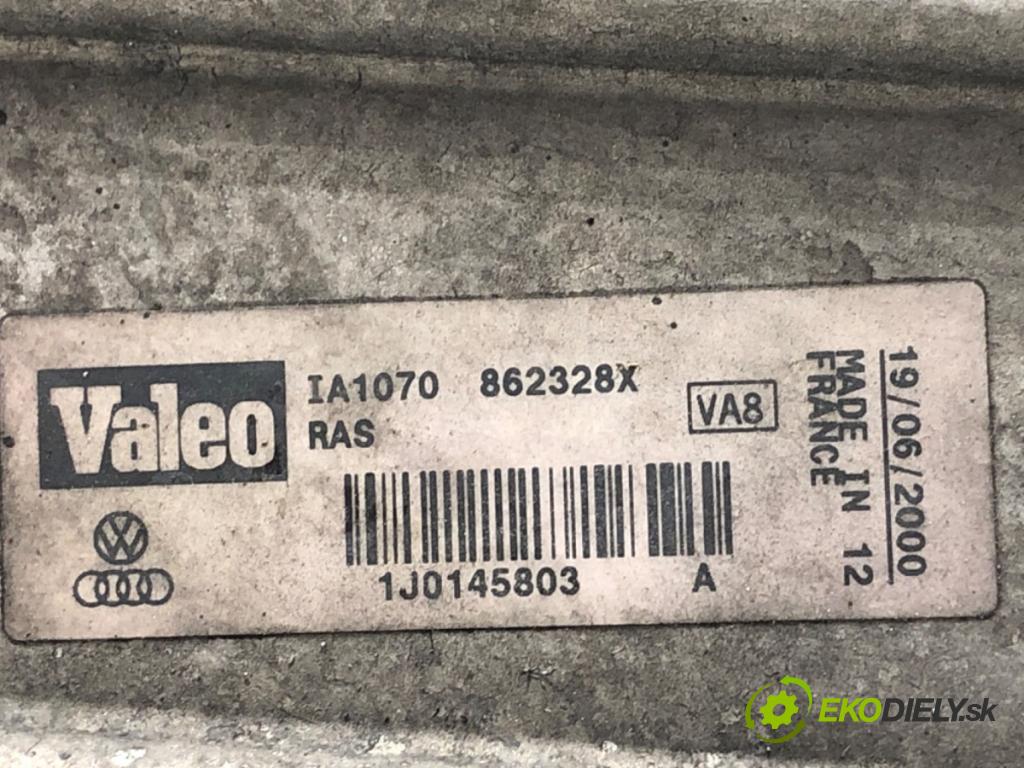 Valeo
IA1070 862328X
RAS
VA8
1J0145803 A
MADE IN 12
FRANCE
19/06/2000
EKODIELY.sk